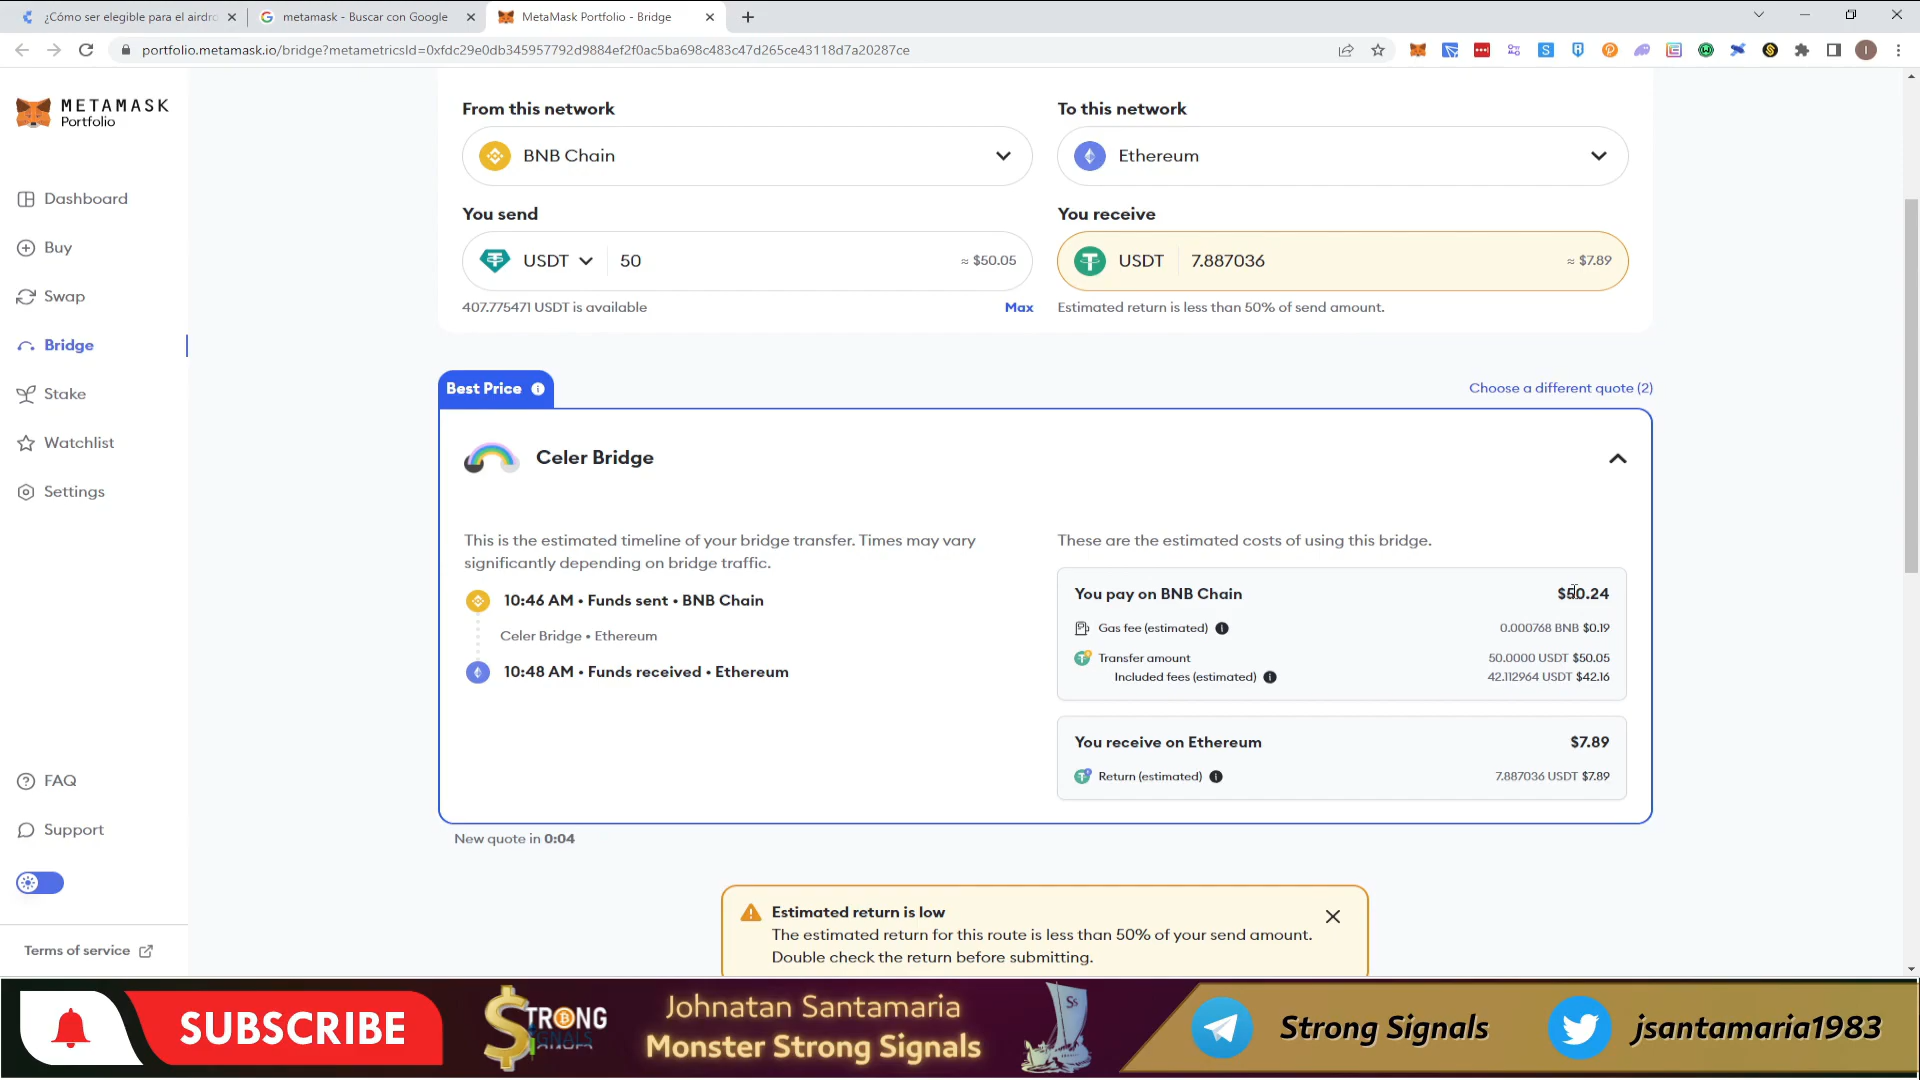 ¿Cómo ser elegible para el airdro
metamask - Buscar con Google
MetaMask Portfolio - Bridge
portfolio.metamask.io/bridge?metametricsId=0xfdc29e0db345957792d9884ef2f0ac5ba698c483c47d265ce43118d7a20287ce
METAMASK
Portfolio
Dashboard
Buy
Swap
Bridge
Stake
Watchlist
Settings
FAQ
Support
Terms of service
From this network
BNB Chain
To this network
Ethereum
You send
USDT
50
≈ $50.05
407.775471 USDT is available
Max
You receive
USDT
7.887036
≈ $7.89
Estimated return is less than 50% of send amount.
Best Price
Choose a different quote (2)
Celer Bridge
This is the estimated timeline of your bridge transfer. Times may vary
significantly depending on bridge traffic.
10:46 AM • Funds sent • BNB Chain
Celer Bridge • Ethereum
10:48 AM • Funds received • Ethereum
These are the estimated costs of using this bridge.
You pay on BNB Chain
$50.24
Gas fee (estimated)
0.000768 BNB $0.19
Transfer amount
50.0000 USDT $50.05
Included fees (estimated)
42.112964 USDT $42.16
You receive on Ethereum
$7.89
Return (estimated)
7.887036 USDT $7.89
New quote in 0:04
Estimated return is low
The estimated return for this route is less than 50% of your send amount.
Double check the return before submitting.
SUBSCRIBE
STRONG
SIGNALS
Johnatan Santamaria
Monster Strong Signals
Ss
Strong Signals
jsantamaria1983